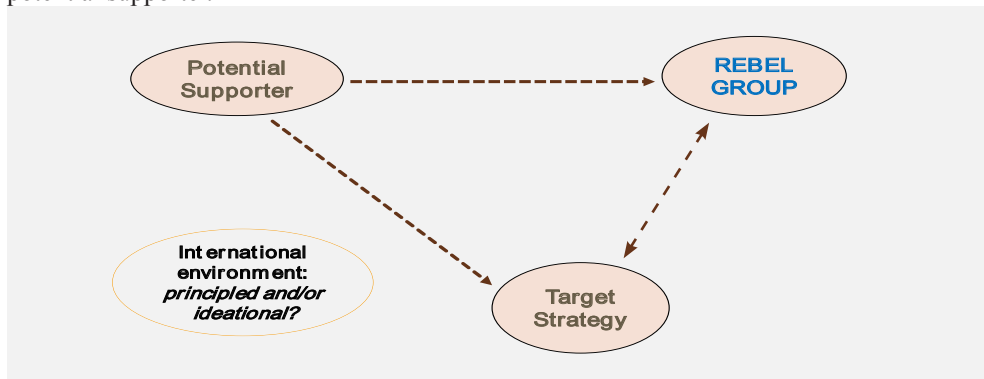 Potential
Supporter
REBEL
GROUP
International
environment:
principled and/or
ideational?
Target
Strategy